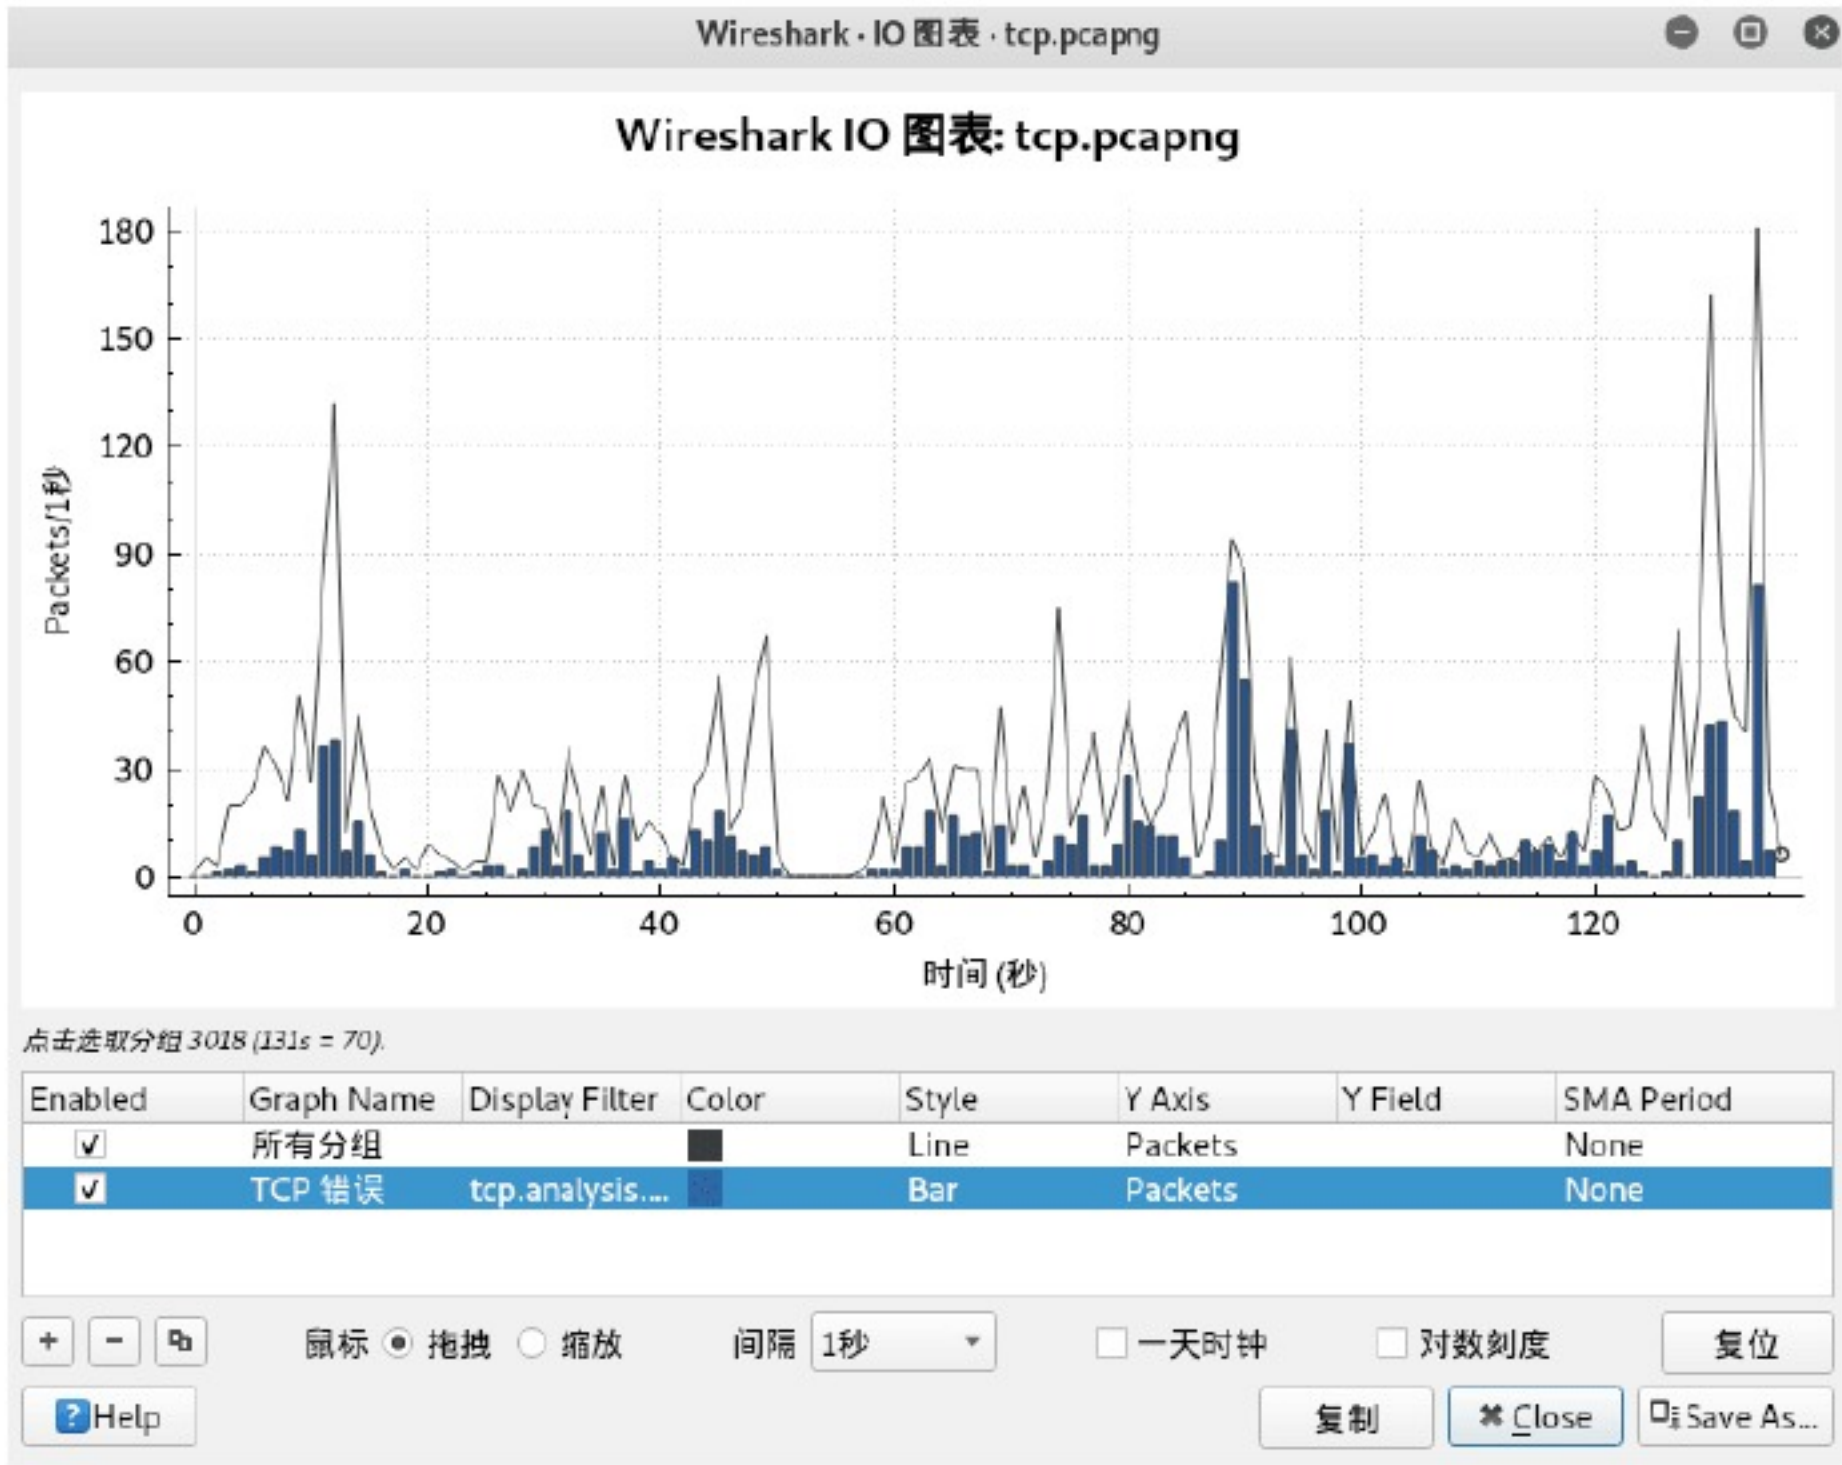 Wireshark · IO 图表 · tcp.pcapng
Wireshark IO 图表: tcp.pcapng
180
150
120
90
60
30
0
Packets/1秒
0 20 40 60 80 100 120
时间 (秒)
点击选取分组 3018 (131s = 70).
Enabled Graph Name Display Filter Color Style Y Axis Y Field SMA Period
所有分组 Line Packets None
TCP 错误 tcp.analysis.... Bar Packets None
鼠标 拖拽 缩放 间隔 1秒 一天时钟 对数刻度 复位
Help 复制 Close Save As...